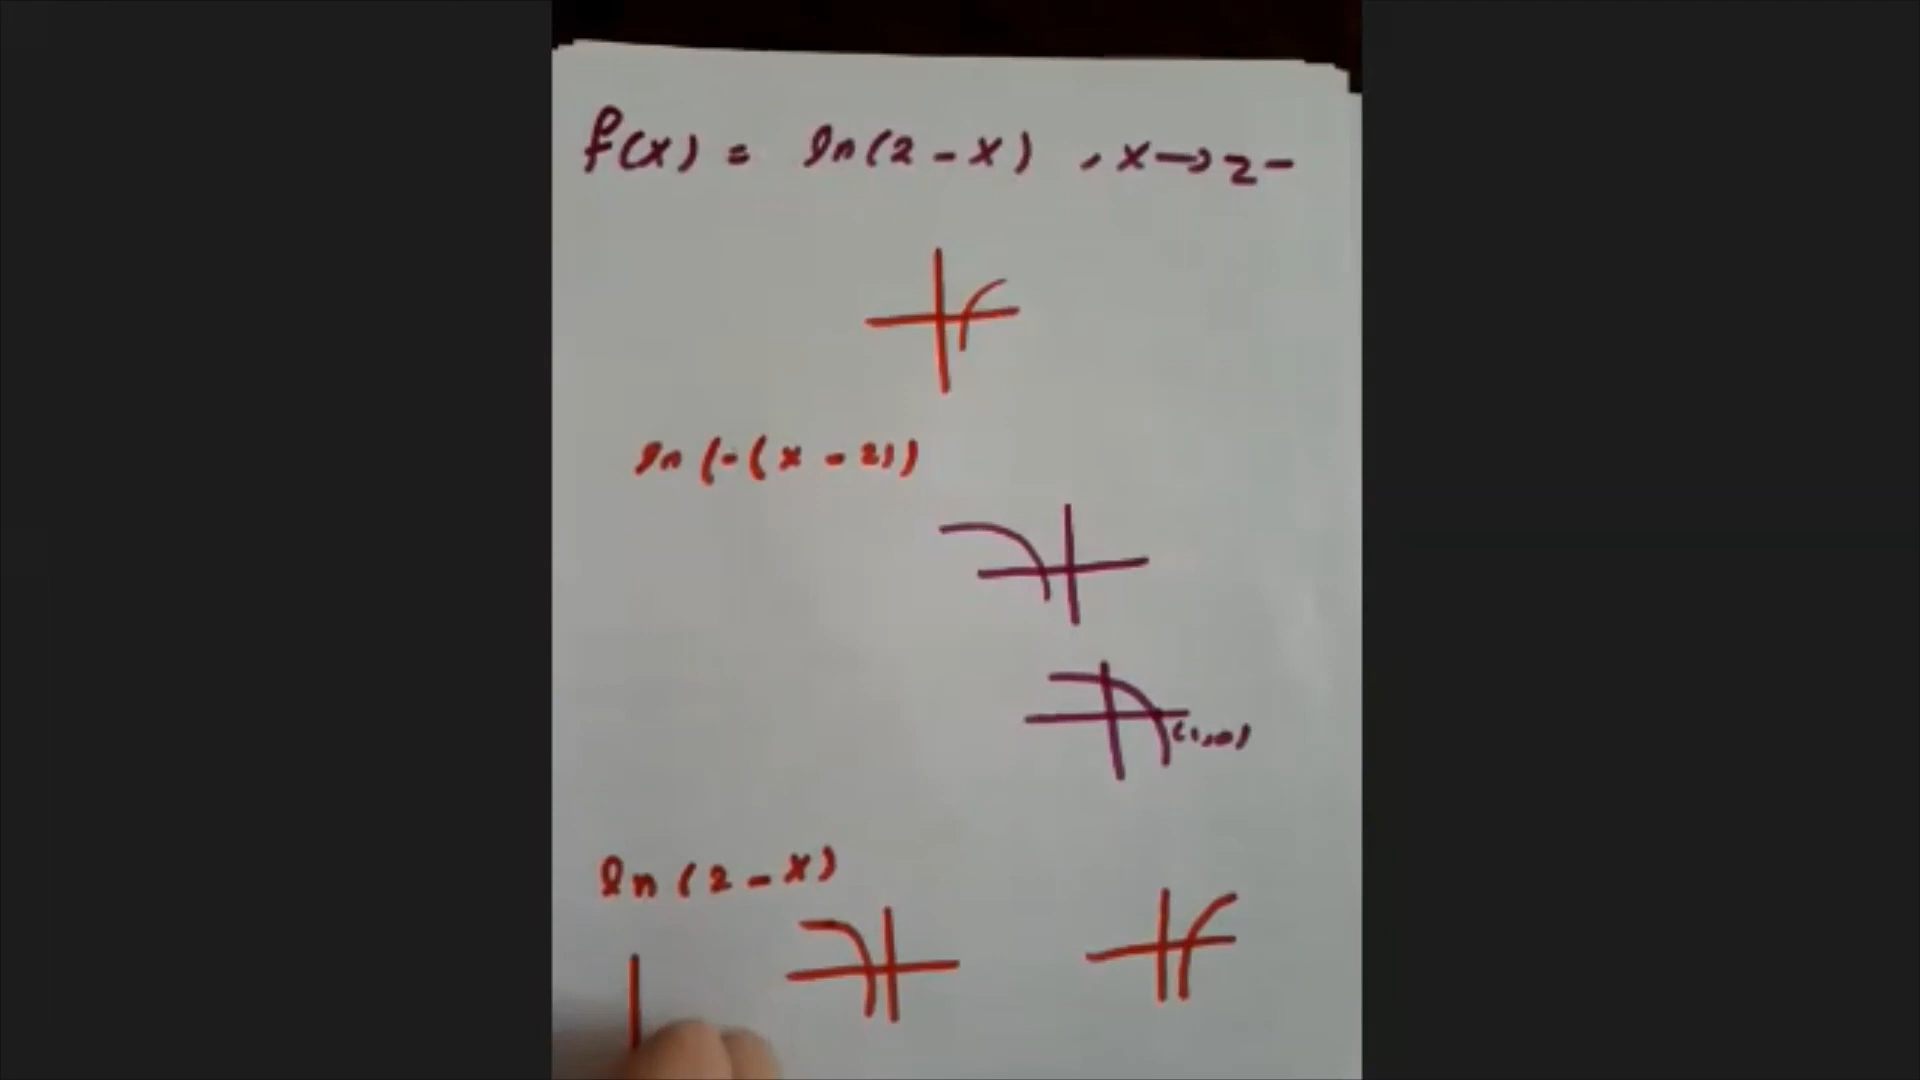 f(x) = ln(2 - x) , x → 2-
ln(-(x - 2))
(1,0)
ln(2 - x)